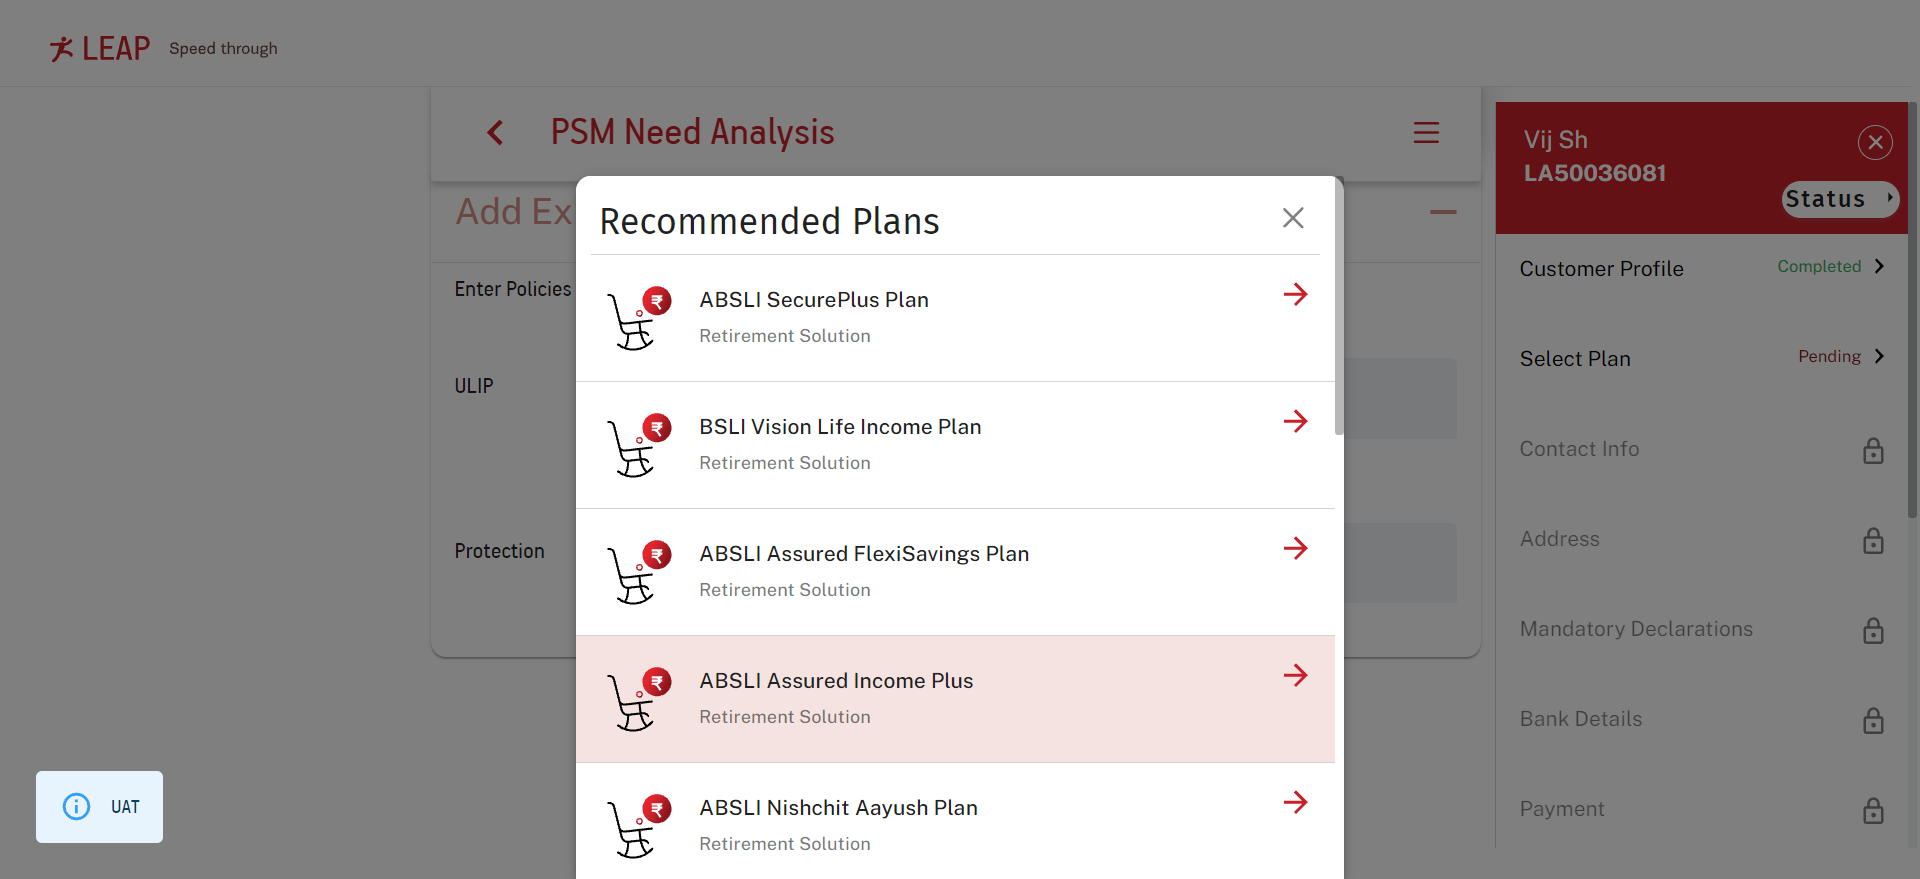 LEAP Speed through
PSM Need Analysis
Add Ex
Enter Policies
ULIP
Protection
Recommended Plans
ABSLI SecurePlus Plan
Retirement Solution
BSLI Vision Life Income Plan
Retirement Solution
ABSLI Assured FlexiSavings Plan
Retirement Solution
ABSLI Assured Income Plus
Retirement Solution
ABSLI Nishchit Aayush Plan
Retirement Solution
Vij Sh
LA50036081
Status
Customer Profile Completed
Select Plan Pending
Contact Info
Address
Mandatory Declarations
Bank Details
Payment
UAT